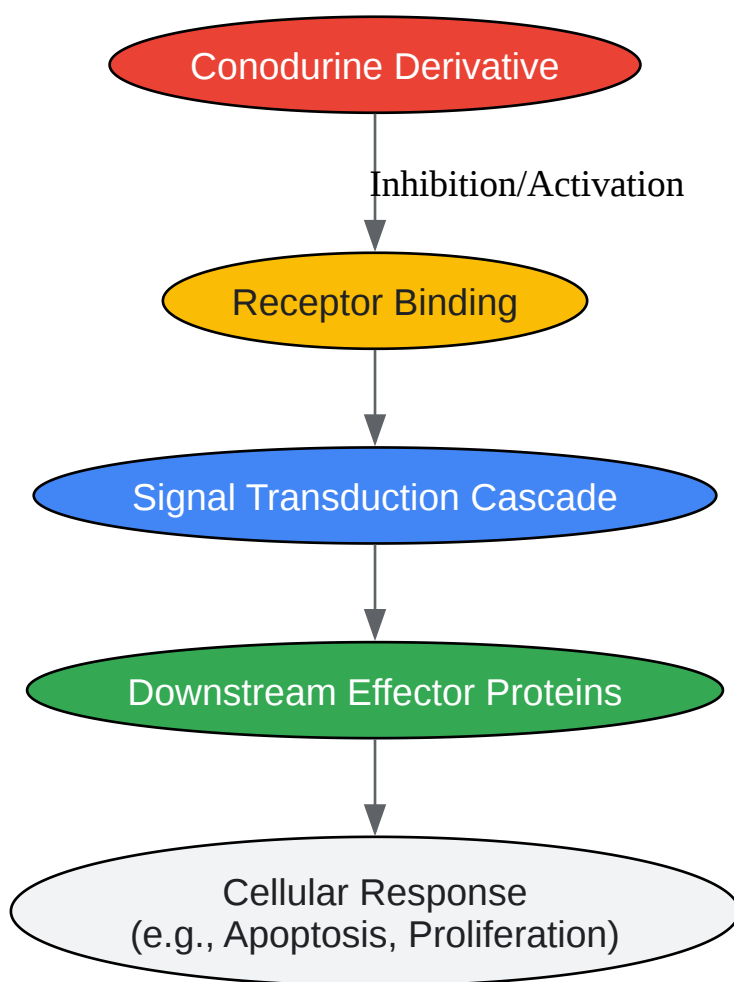 Conodurine Derivative
Inhibition/Activation
Receptor Binding
Signal Transduction Cascade
Downstream Effector Proteins
Cellular Response
(e.g., Apoptosis, Proliferation)